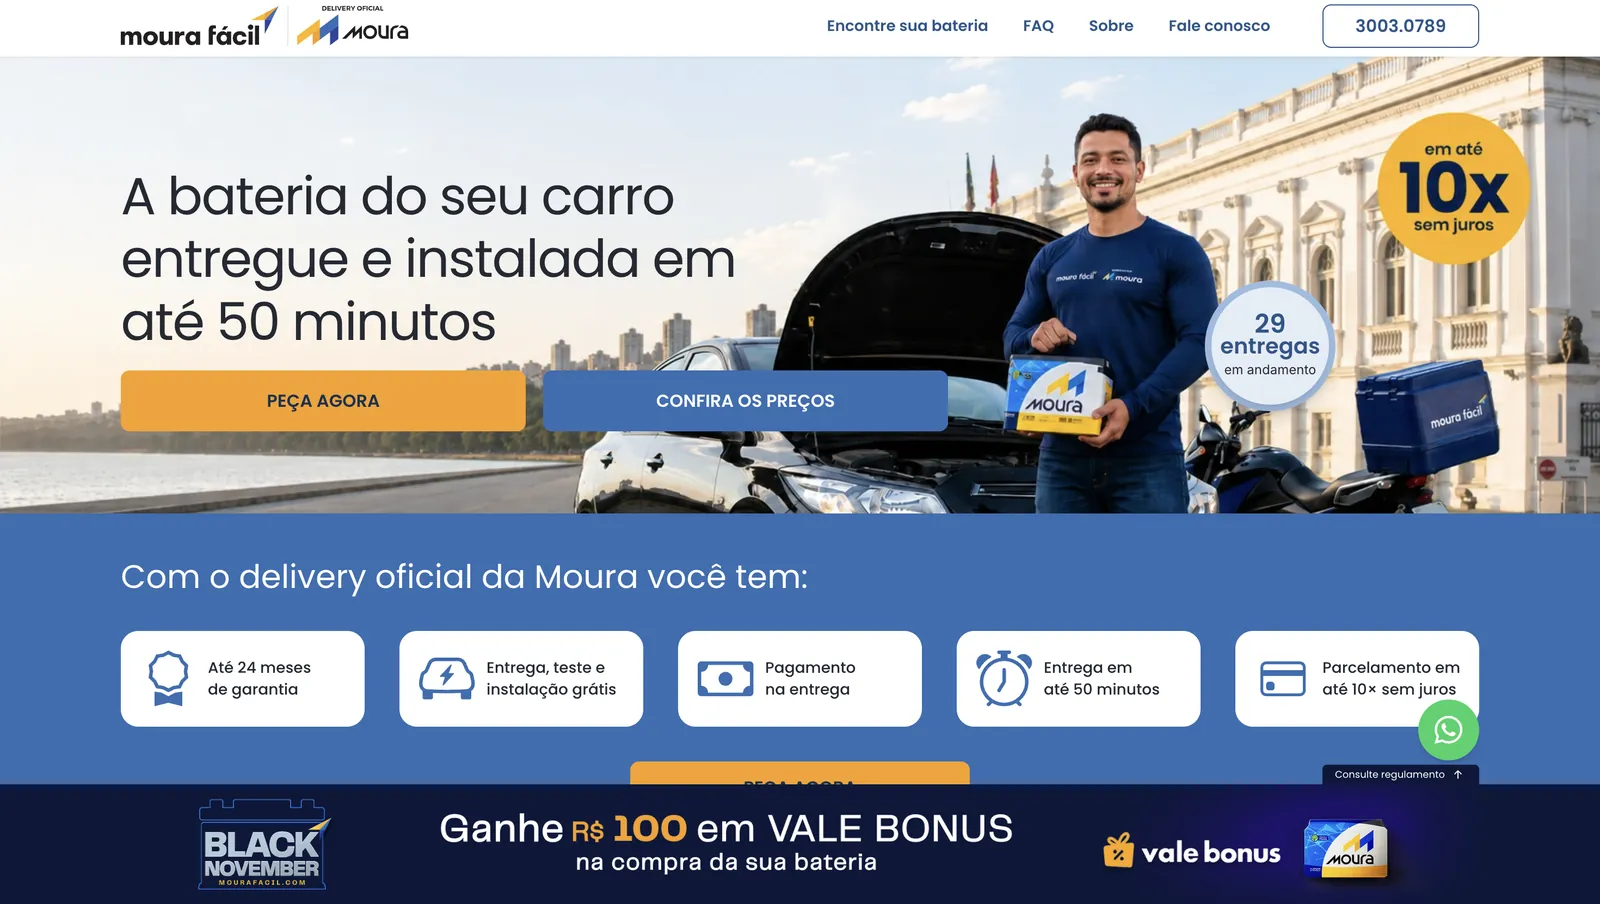 moura fácil
DELIVERY OFICIAL
moura
Encontre sua bateria
FAQ
Sobre
Fale conosco
3003.0789
A bateria do seu carro
entregue e instalada em
até 50 minutos
PEÇA AGORA
CONFIRA OS PREÇOS
moura fácil
moura
moura
em até
10x
sem juros
29
entregas
em andamento
moura fácil
Com o delivery oficial da Moura você tem:
Até 24 meses
de garantia
Entrega, teste e
instalação grátis
Pagamento
na entrega
Entrega em
até 50 minutos
Parcelamento em
até 10× sem juros
PEÇA AGORA
Consulte regulamento ↑
BLACK
NOVEMBER
MOURAFACIL.COM
Ganhe R$ 100 em VALE BONUS
na compra da sua bateria
vale bonus
moura